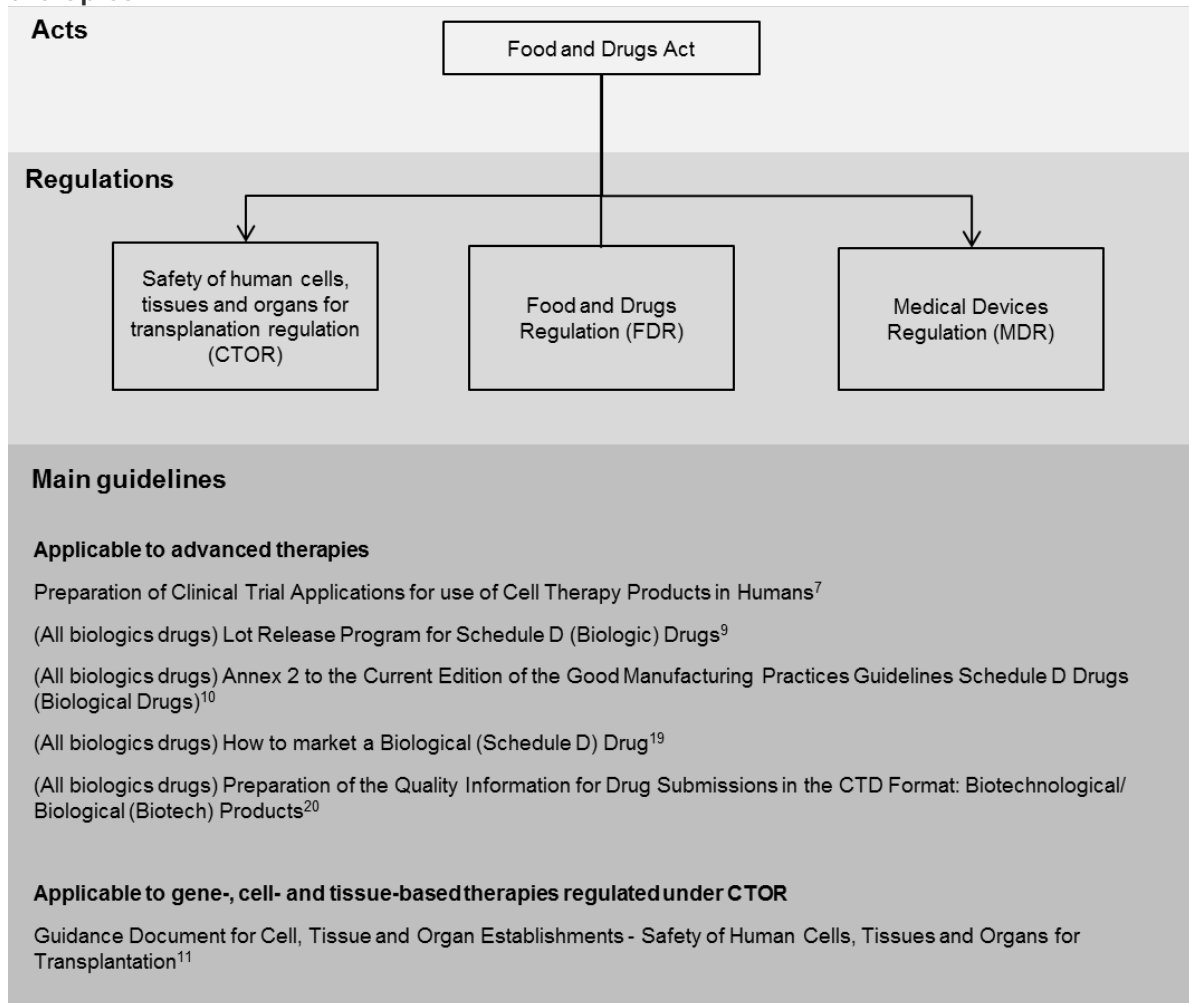 Acts
Food and Drugs Act
Regulations
Safety of human cells,
tissues and organs for
transplanation regulation
(CTOR)
Food and Drugs
Regulation (FDR)
Medical Devices
Regulation (MDR)
Main guidelines
Applicable to advanced therapies
Preparation of Clinical Trial Applications for use of Cell Therapy Products in Humans7
(All biologics drugs) Lot Release Program for Schedule D (Biologic) Drugs9
(All biologics drugs) Annex 2 to the Current Edition of the Good Manufacturing Practices Guidelines Schedule D Drugs
(Biological Drugs)10
(All biologics drugs) How to market a Biological (Schedule D) Drug19
(All biologics drugs) Preparation of the Quality Information for Drug Submissions in the CTD Format: Biotechnological/
Biological (Biotech) Products20
Applicable to gene-, cell- and tissue-based therapies regulated under CTOR
Guidance Document for Cell, Tissue and Organ Establishments - Safety of Human Cells, Tissues and Organs for
Transplantation11